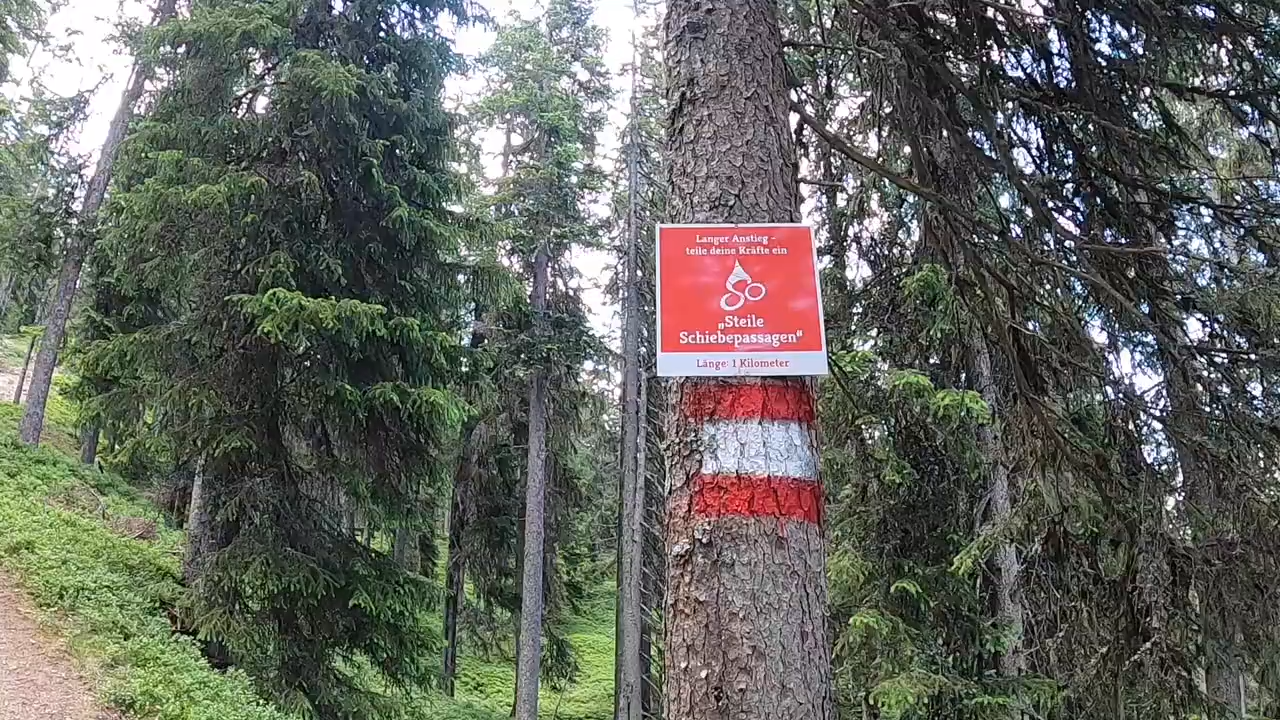 Langer Anstieg -
teile deine Kräfte ein
„Steile
Schiebepassagen“
Länge: 1 Kilometer